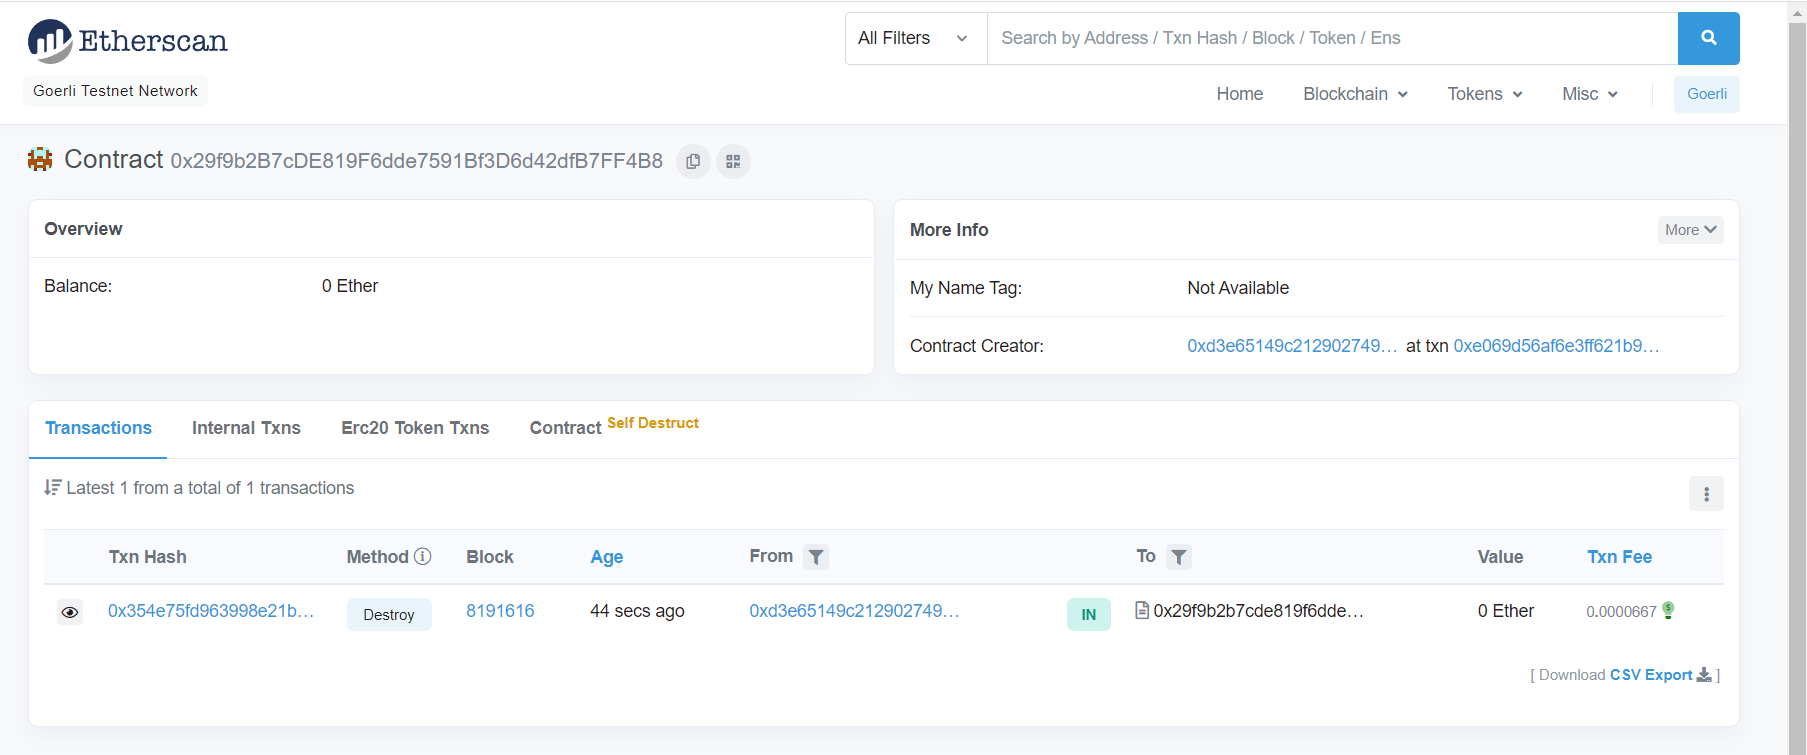 Etherscan
All Filters
Search by Address / Txn Hash / Block / Token / Ens
Goerli Testnet Network
Home Blockchain Tokens Misc Goerli
Contract 0x29f9b2B7cDE819F6dde7591Bf3D6d42dfB7FF4B8
Overview
Balance: 0 Ether
More Info More
My Name Tag: Not Available
Contract Creator: 0xd3e65149c212902749... at txn 0xe069d56af6e3ff621b9...
Transactions Internal Txns Erc20 Token Txns Contract Self Destruct
Latest 1 from a total of 1 transactions
Txn Hash Method Block Age From To Value Txn Fee
0x354e75fd963998e21b... Destroy 8191616 44 secs ago 0xd3e65149c212902749... IN 0x29f9b2b7cde819f6dde... 0 Ether 0.0000667
[ Download CSV Export ]